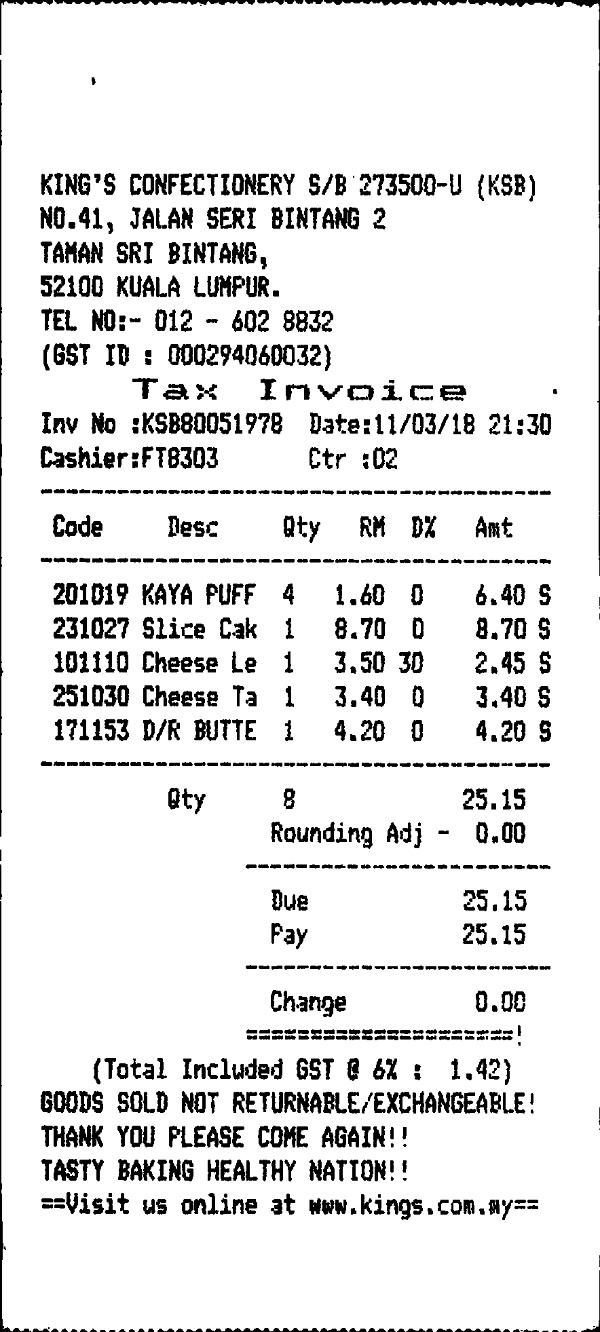 KING'S CONFECTIONERY S/B 273500-U (KSB)
NO.41, JALAN SERI BINTANG 2
TAMAN SRI BINTANG,
52100 KUALA LUMPUR.
TEL NO:- 012 - 602 8832
(GST ID : 000294060032)
Tax Invoice
Inv No :KSB80051978 Date:11/03/18 21:30
Cashier:FT8303 Ctr :02
---------------------------------------
Code Desc Qty RM D% Amt
---------------------------------------
201019 KAYA PUFF 4 1.60 0 6.40 S
231027 Slice Cak 1 8.70 0 8.70 S
101110 Cheese Le 1 3.50 30 2.45 S
251030 Cheese Ta 1 3.40 0 3.40 S
171153 D/R BUTTE 1 4.20 0 4.20 S
---------------------------------------
Qty 8 25.15
Rounding Adj - 0.00
-----------------------
Due 25.15
Pay 25.15
-----------------------
Change 0.00
=====================!
(Total Included GST @ 6% : 1.42)
GOODS SOLD NOT RETURNABLE/EXCHANGEABLE!
THANK YOU PLEASE COME AGAIN!!
TASTY BAKING HEALTHY NATION!!
==Visit us online at www.kings.com.my==